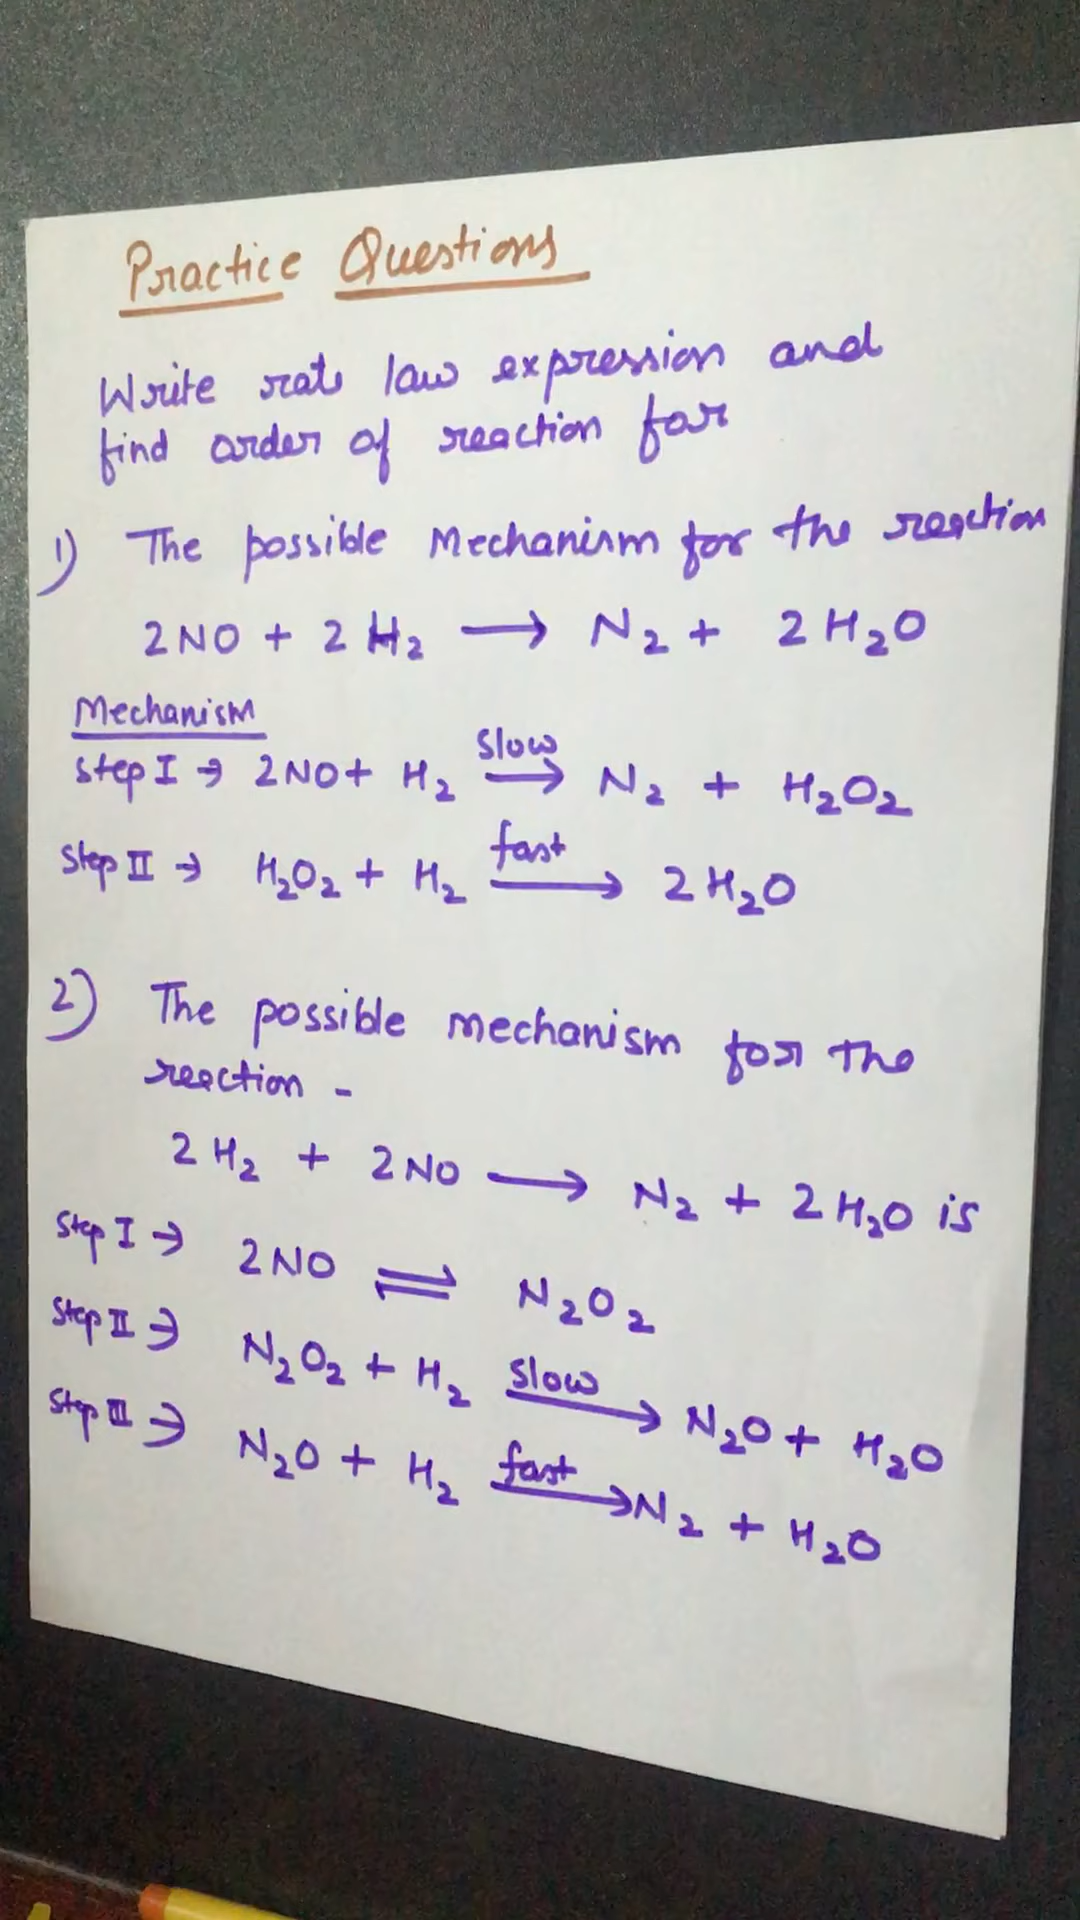 Practice Questions
Write rate law expression and
find order of reaction for
1) The possible Mechanism for the reaction
2NO + 2H₂ → N₂ + 2H₂O
Mechanism
Step I → 2NO + H₂ slow→ N₂ + H₂O₂
Step II → H₂O₂ + H₂ fast→ 2H₂O
2) The possible mechanism for the
reaction -
2H₂ + 2NO → N₂ + 2H₂O is
Step I → 2NO ⇌ N₂O₂
Step II → N₂O₂ + H₂ slow→ N₂O + H₂O
Step III → N₂O + H₂ fast→ N₂ + H₂O